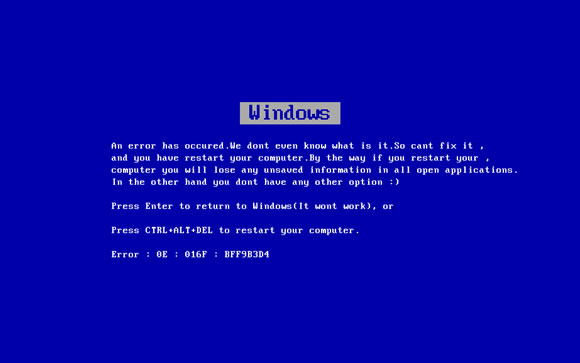 Windows
An error has occured.We dont even know what is it.So cant fix it ,
and you have restart your computer.By the way if you restart your ,
computer you will lose any unsaved information in all open applications.
In the other hand you dont have any other option :)
Press Enter to return to Windows(It wont work), or
Press CTRL+ALT+DEL to restart your computer.
Error : 0E : 016F : BFF9B3D4